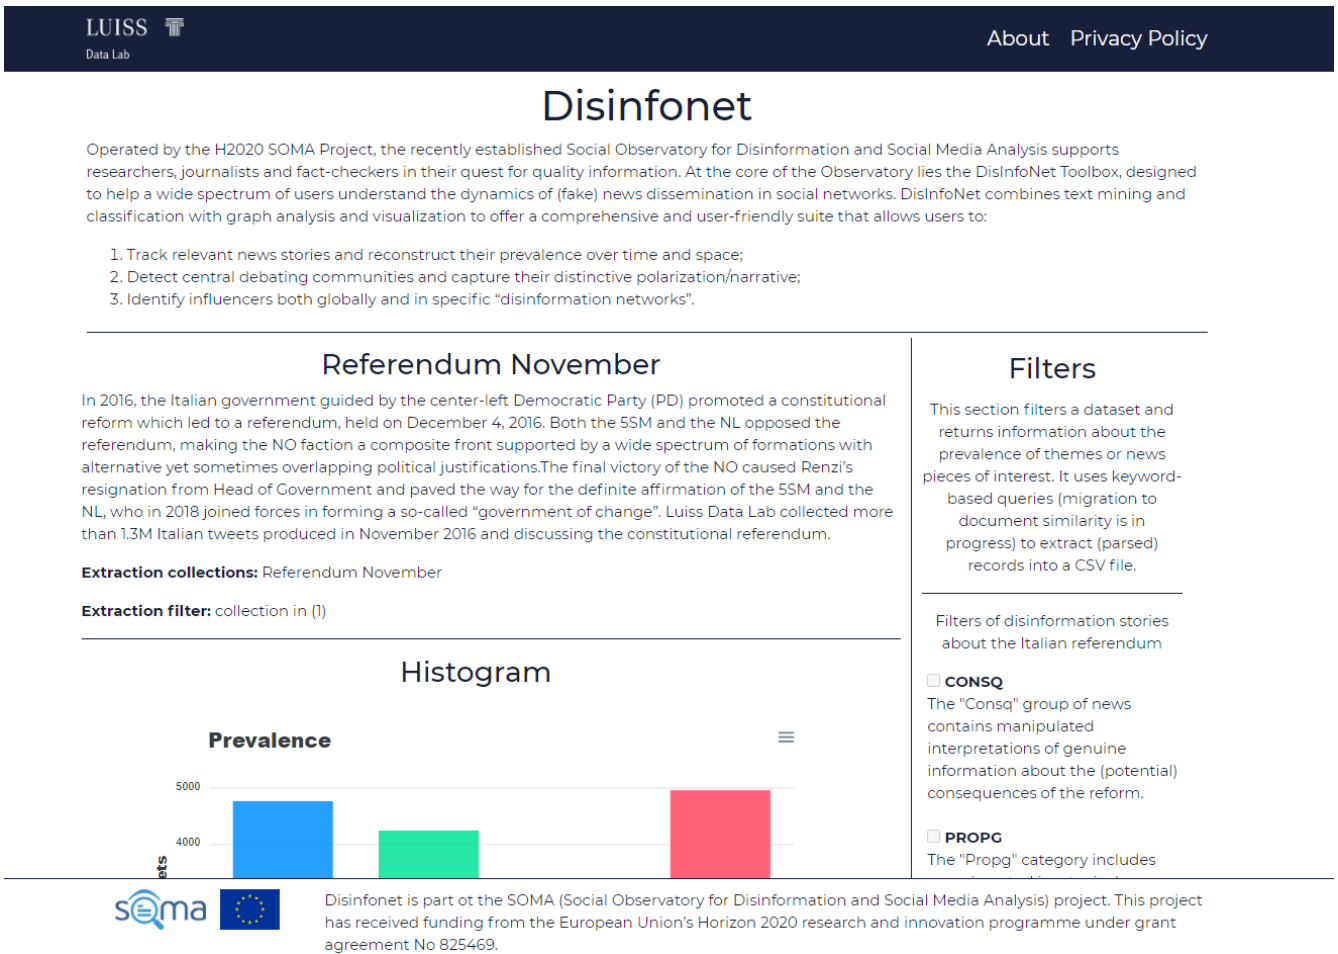 LUISS
Data Lab
About Privacy Policy
Disinfonet
Operated by the H2020 SOMA Project, the recently established Social Observatory for Disinformation and Social Media Analysis supports
researchers, journalists and fact-checkers in their quest for quality information. At the core of the Observatory lies the DisInfoNet Toolbox, designed
to help a wide spectrum of users understand the dynamics of (fake) news dissemination in social networks. DisInfoNet combines text mining and
classification with graph analysis and visualization to offer a comprehensive and user-friendly suite that allows users to:
1. Track relevant news stories and reconstruct their prevalence over time and space;
2. Detect central debating communities and capture their distinctive polarization/narrative;
3. Identify influencers both globally and in specific “disinformation networks”.
Referendum November
In 2016, the Italian government guided by the center-left Democratic Party (PD) promoted a constitutional
reform which led to a referendum, held on December 4, 2016. Both the 5SM and the NL opposed the
referendum, making the NO faction a composite front supported by a wide spectrum of formations with
alternative yet sometimes overlapping political justifications.The final victory of the NO caused Renzi’s
resignation from Head of Government and paved the way for the definite affirmation of the 5SM and the
NL, who in 2018 joined forces in forming a so-called “government of change”. Luiss Data Lab collected more
than 1.3M Italian tweets produced in November 2016 and discussing the constitutional referendum.
Extraction collections: Referendum November
Extraction filter: collection in (1)
Histogram
Prevalence
5000
4000
Filters
This section filters a dataset and
returns information about the
prevalence of themes or news
pieces of interest. It uses keyword-
based queries (migration to
document similarity is in
progress) to extract (parsed)
records into a CSV file.
Filters of disinformation stories
about the Italian referendum
CONSQ
The "Consq" group of news
contains manipulated
interpretations of genuine
information about the (potential)
consequences of the reform.
PROPG
The "Propg" category includes
soma
Disinfonet is part ot the SOMA (Social Observatory for Disinformation and Social Media Analysis) project. This project
has received funding from the European Union’s Horizon 2020 research and innovation programme under grant
agreement No 825469.